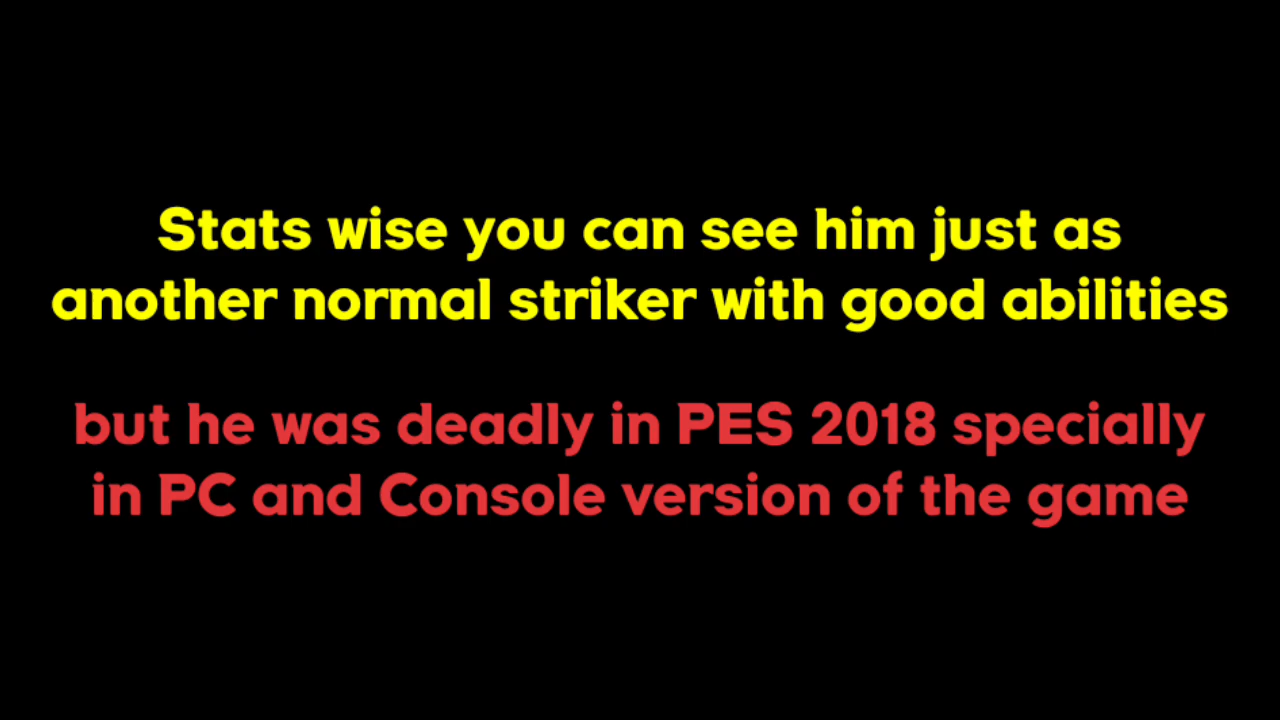 Stats wise you can see him just as
another normal striker with good abilities
but he was deadly in PES 2018 specially
in PC and Console version of the game